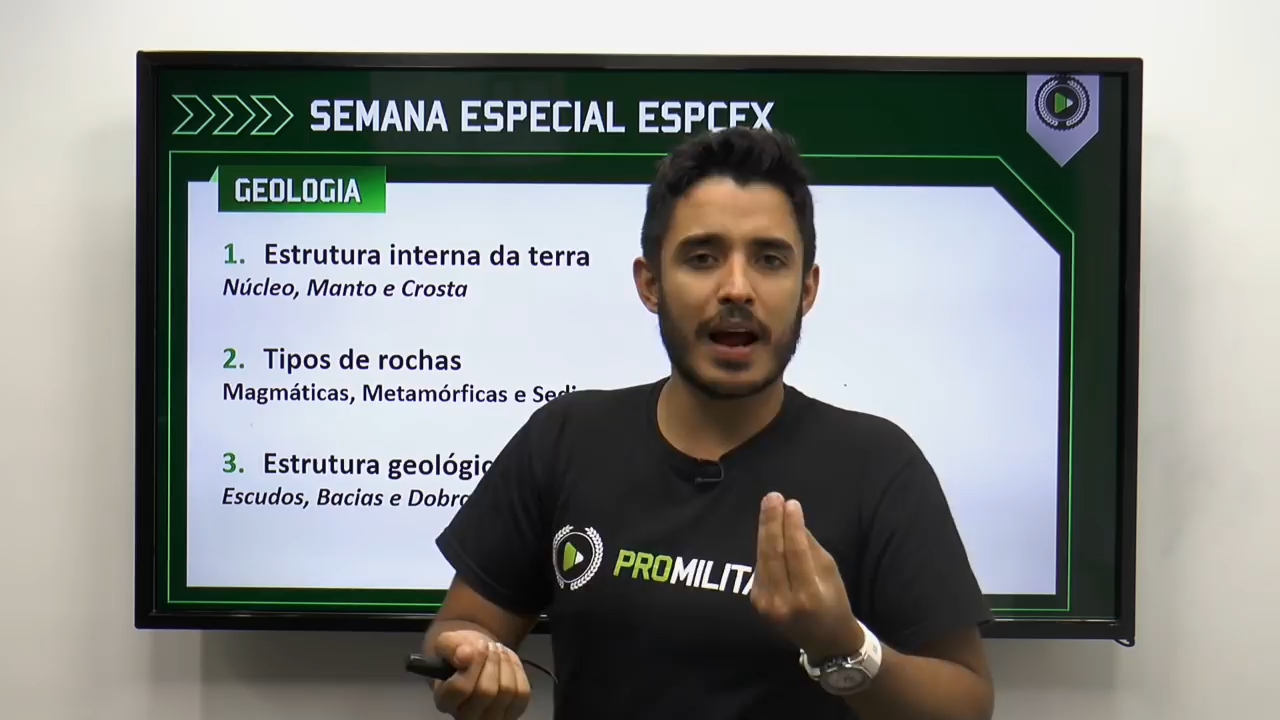 SEMANA ESPECIAL ESPCEX
GEOLOGIA
1. Estrutura interna da terra
Núcleo, Manto e Crosta
2. Tipos de rochas
Magmáticas, Metamórficas e
3. Estrutura
Escudos, Bacias e
PROMILITA